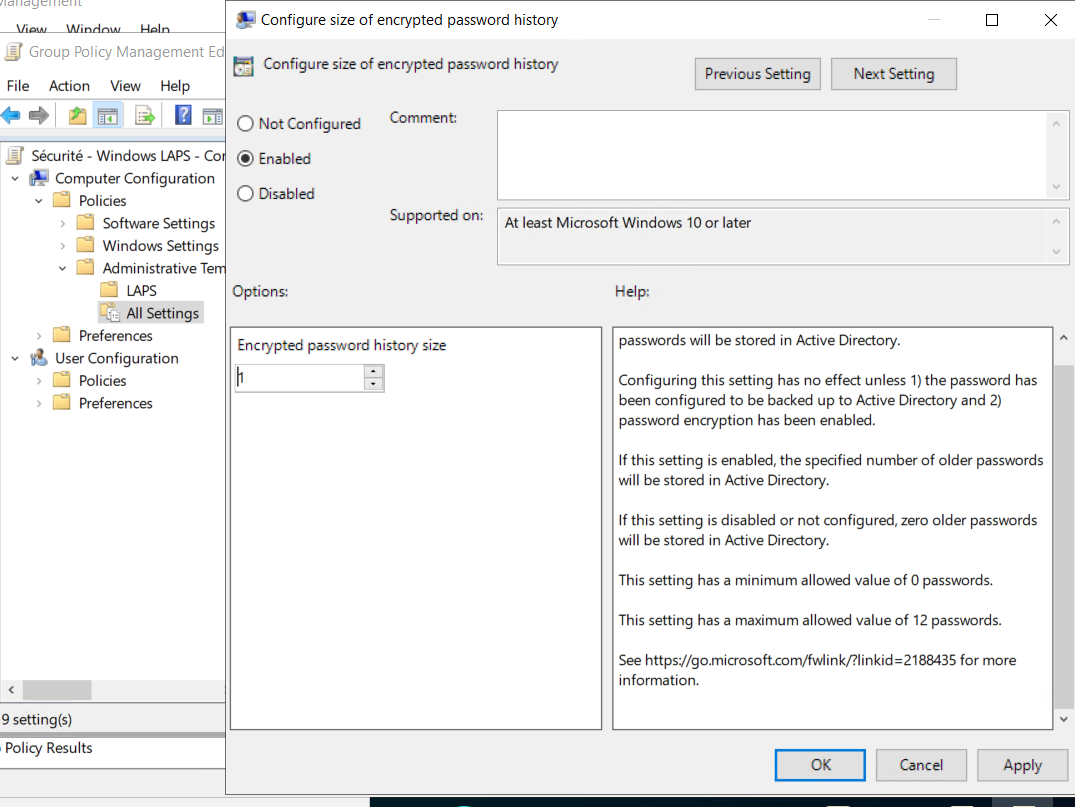 Management
View Window Help
Group Policy Management Ed
File Action View Help
Sécurité - Windows LAPS - Cor
Computer Configuration
Policies
Software Settings
Windows Settings
Administrative Tem
LAPS
All Settings
Preferences
User Configuration
Policies
Preferences
9 setting(s)
Policy Results
Configure size of encrypted password history
Configure size of encrypted password history
Previous Setting
Next Setting
Not Configured
Enabled
Disabled
Comment:
Supported on:
At least Microsoft Windows 10 or later
Options:
Help:
Encrypted password history size
1
passwords will be stored in Active Directory.
Configuring this setting has no effect unless 1) the password has
been configured to be backed up to Active Directory and 2)
password encryption has been enabled.
If this setting is enabled, the specified number of older passwords
will be stored in Active Directory.
If this setting is disabled or not configured, zero older passwords
will be stored in Active Directory.
This setting has a minimum allowed value of 0 passwords.
This setting has a maximum allowed value of 12 passwords.
See https://go.microsoft.com/fwlink/?linkid=2188435 for more
information.
OK
Cancel
Apply